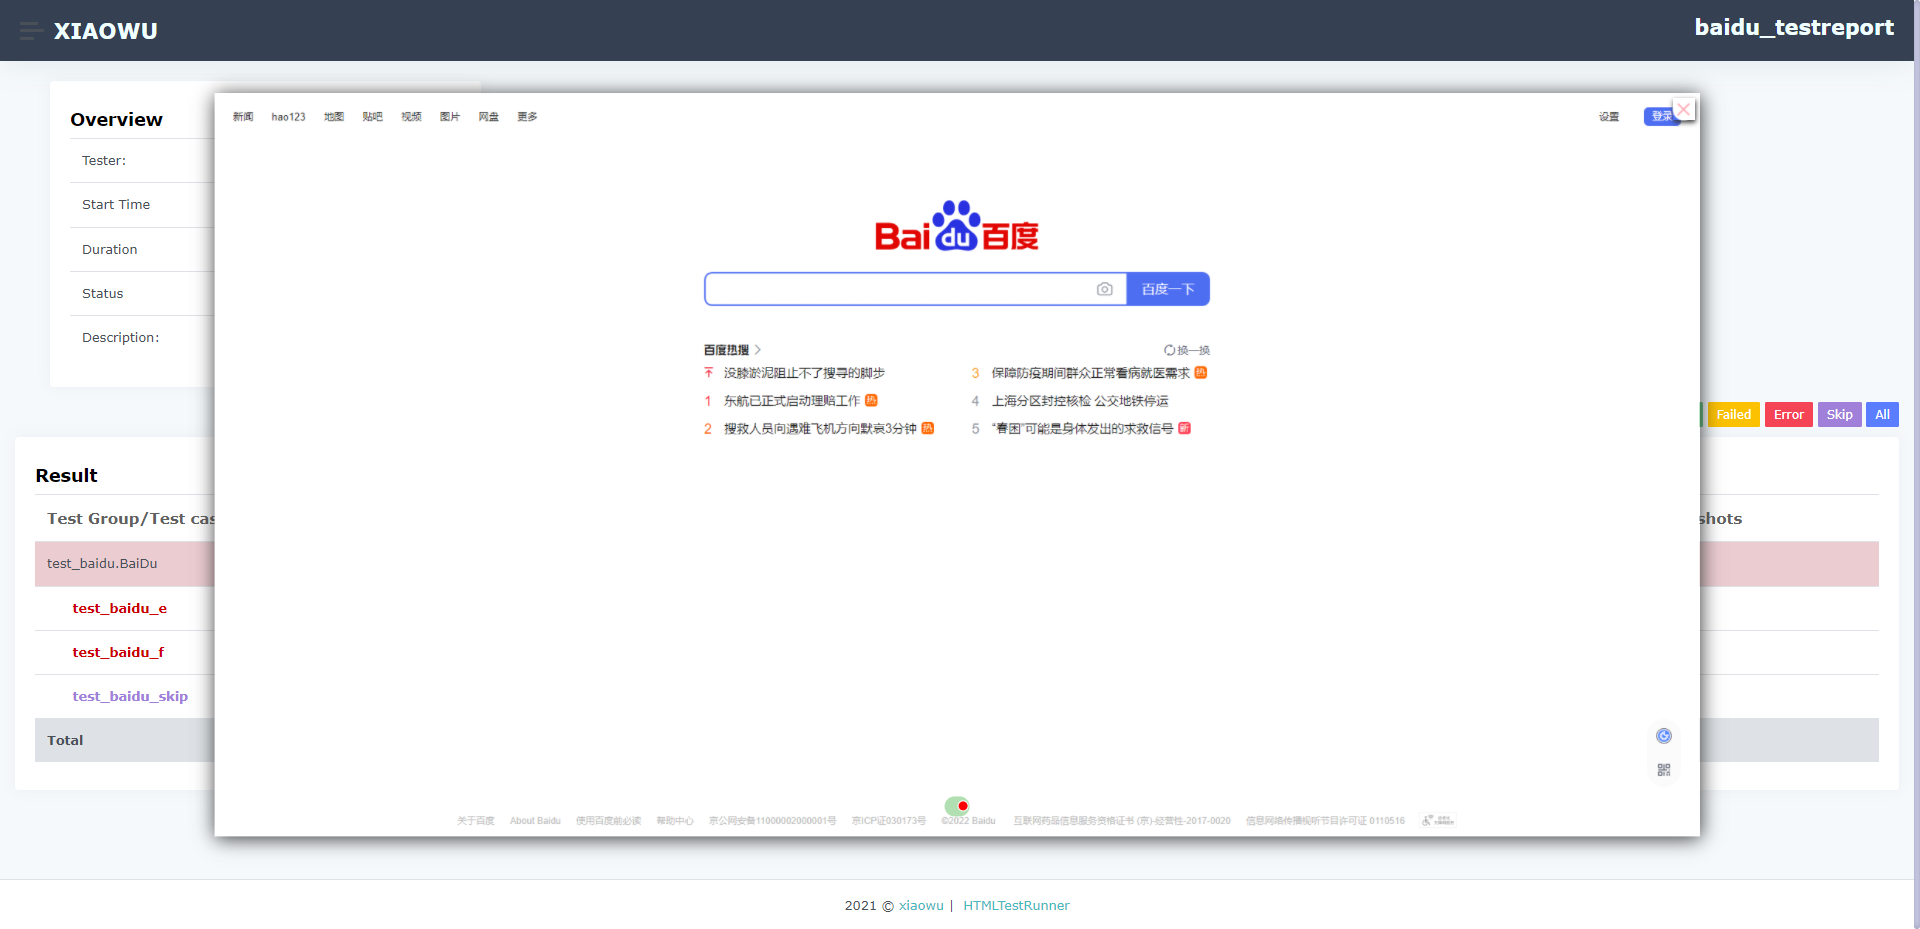 XIAOWU
baidu_testreport
Overview
Tester:
Start Time
Duration
Status
Description:
新闻 hao123 地图 贴吧 视频 图片 网盘 更多 设置 登录
Bai du 百度
百度一下
百度热搜 换一换
没膝淤泥阻止不了搜寻的脚步
1 东航已正式启动理赔工作 热
2 搜救人员向遇难飞机方向默哀3分钟 热
3 保障防疫期间群众正常看病就医需求 热
4 上海分区封控核检 公交地铁停运
5 “春困”可能是身体发出的求救信号 新
Failed Error Skip All
Result
Test Group/Test cas shots
test_baidu.BaiDu
test_baidu_e
test_baidu_f
test_baidu_skip
Total
关于百度 About Baidu 使用百度前必读 帮助中心 京公网安备11000002000001号 京ICP证030173号 ©2022 Baidu 互联网药品信息服务资格证书 (京)-经营性-2017-0020 信息网络传播视听节目许可证 0110516
2021 © xiaowu | HTMLTestRunner